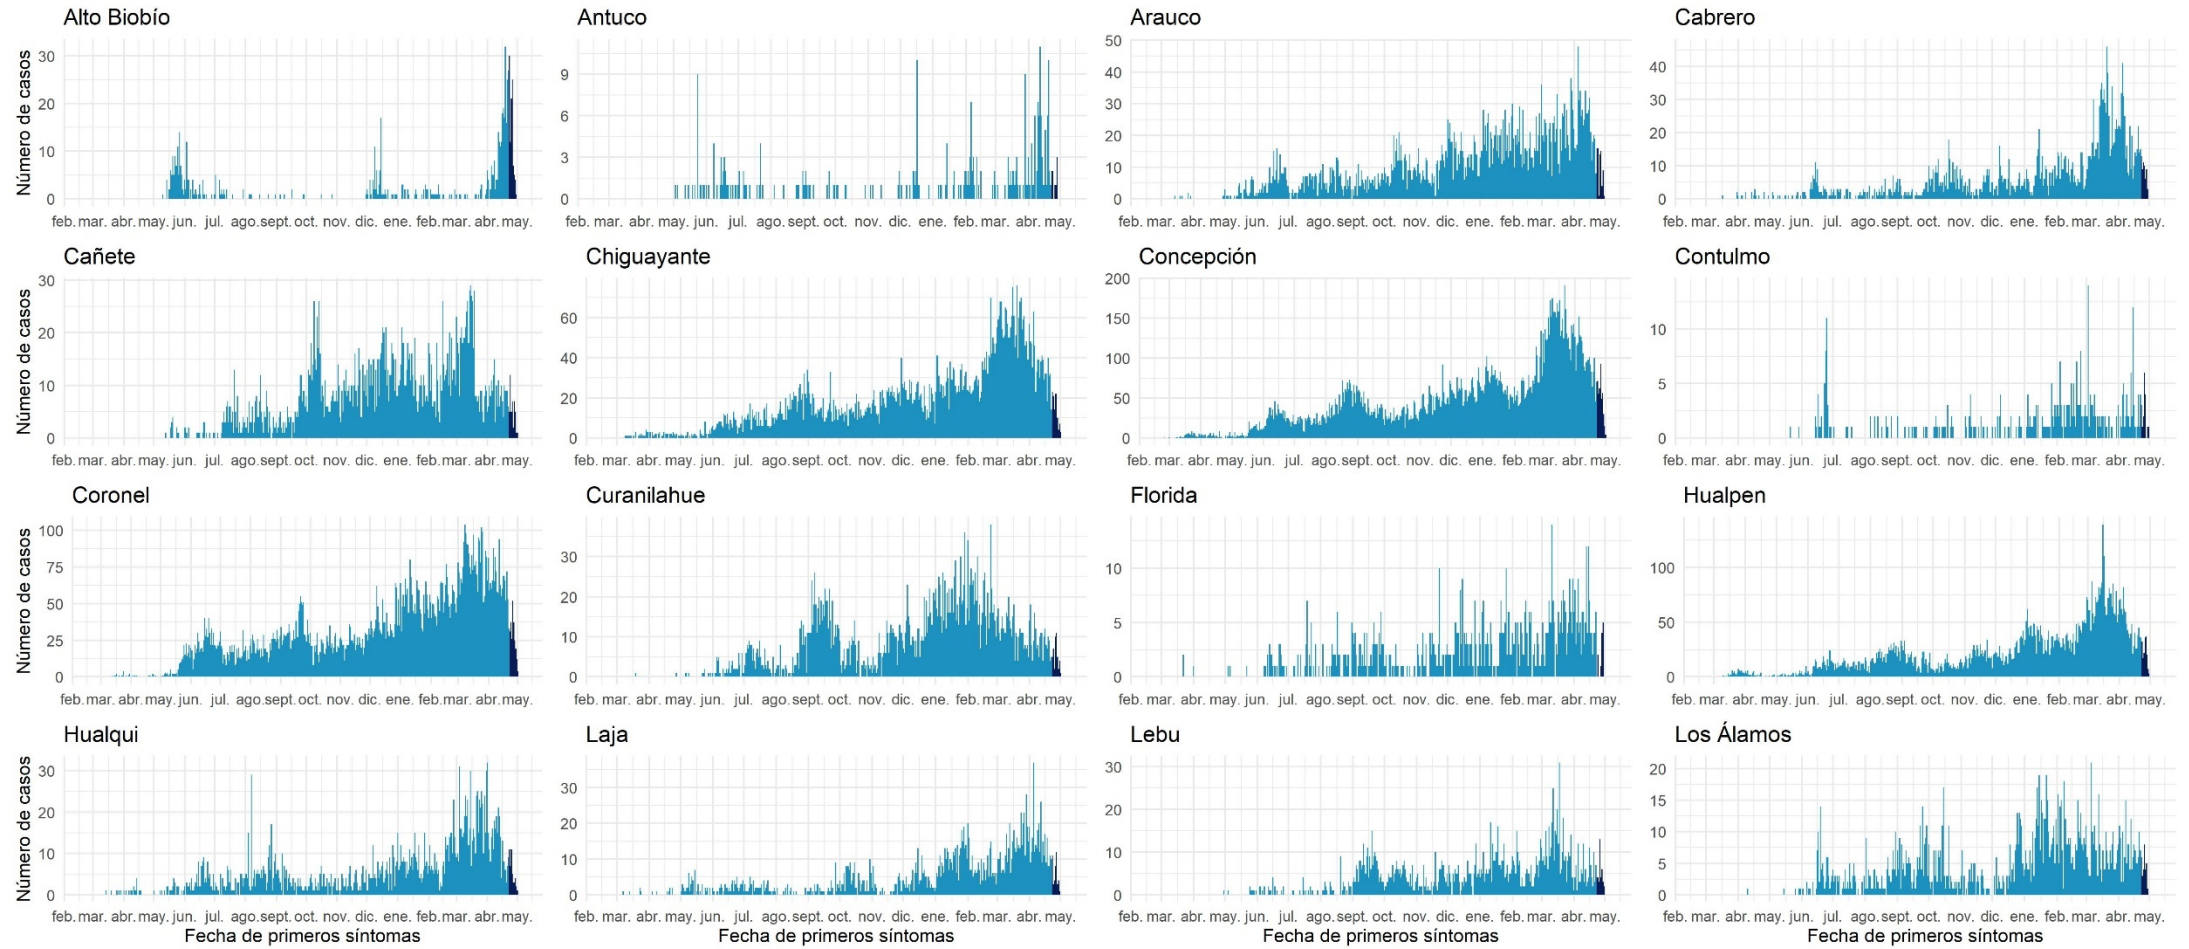 Alto Biobío
Antuco
Arauco
Cabrero
Número de casos
30
20
10
0
9
6
3
0
50
40
30
20
10
0
40
30
20
10
0
feb. mar. abr. may. jun. jul. ago. sept. oct. nov. dic. ene. feb. mar. abr. may.
feb. mar. abr. may. jun. jul. ago. sept. oct. nov. dic. ene. feb. mar. abr. may.
feb. mar. abr. may. jun. jul. ago. sept. oct. nov. dic. ene. feb. mar. abr. may.
feb. mar. abr. may. jun. jul. ago. sept. oct. nov. dic. ene. feb. mar. abr. may.
Cañete
Chiguayante
Concepción
Contulmo
Número de casos
30
20
10
0
60
40
20
0
200
150
100
50
0
10
5
0
feb. mar. abr. may. jun. jul. ago. sept. oct. nov. dic. ene. feb. mar. abr. may.
feb. mar. abr. may. jun. jul. ago. sept. oct. nov. dic. ene. feb. mar. abr. may.
feb. mar. abr. may. jun. jul. ago. sept. oct. nov. dic. ene. feb. mar. abr. may.
feb. mar. abr. may. jun. jul. ago. sept. oct. nov. dic. ene. feb. mar. abr. may.
Coronel
Curanilahue
Florida
Hualpen
Número de casos
100
75
50
25
0
30
20
10
0
10
5
0
100
50
0
feb. mar. abr. may. jun. jul. ago. sept. oct. nov. dic. ene. feb. mar. abr. may.
feb. mar. abr. may. jun. jul. ago. sept. oct. nov. dic. ene. feb. mar. abr. may.
feb. mar. abr. may. jun. jul. ago. sept. oct. nov. dic. ene. feb. mar. abr. may.
feb. mar. abr. may. jun. jul. ago. sept. oct. nov. dic. ene. feb. mar. abr. may.
Hualqui
Laja
Lebu
Los Álamos
Número de casos
30
20
10
0
30
20
10
0
30
20
10
0
20
15
10
5
0
feb. mar. abr. may. jun. jul. ago. sept. oct. nov. dic. ene. feb. mar. abr. may.
feb. mar. abr. may. jun. jul. ago. sept. oct. nov. dic. ene. feb. mar. abr. may.
feb. mar. abr. may. jun. jul. ago. sept. oct. nov. dic. ene. feb. mar. abr. may.
feb. mar. abr. may. jun. jul. ago. sept. oct. nov. dic. ene. feb. mar. abr. may.
Fecha de primeros síntomas
Fecha de primeros síntomas
Fecha de primeros síntomas
Fecha de primeros síntomas